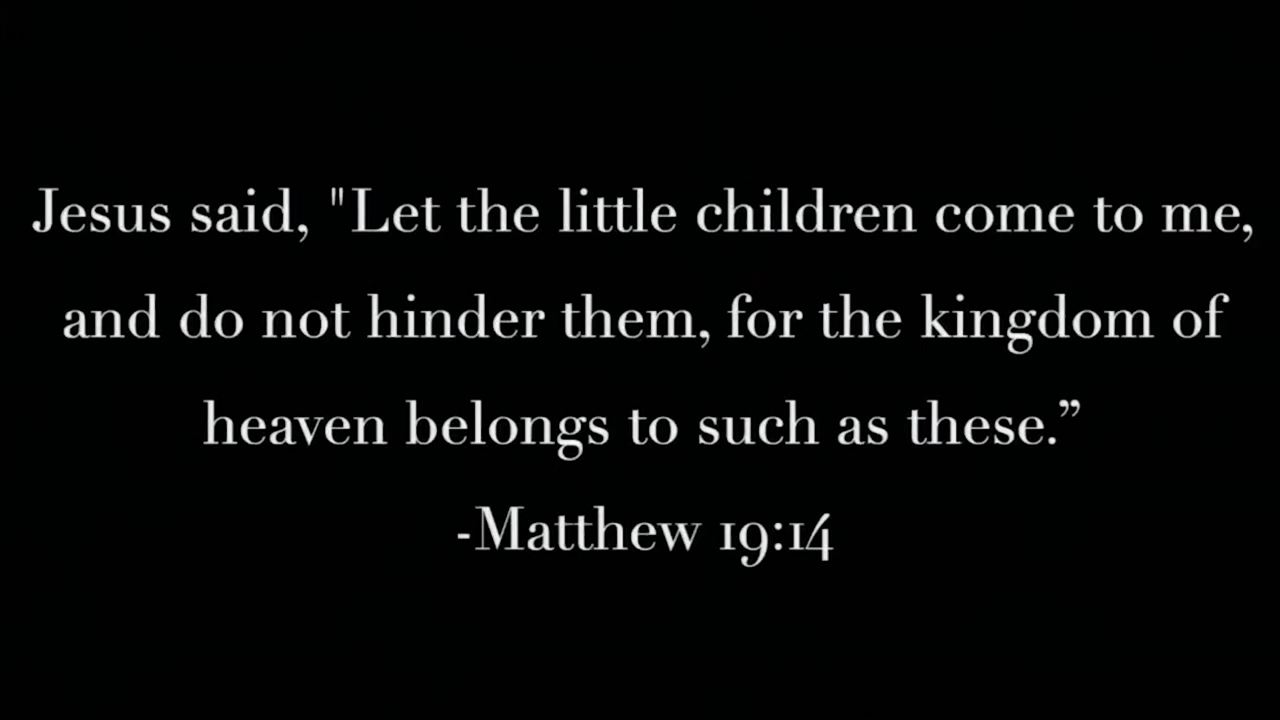 Jesus said, "Let the little children come to me,
and do not hinder them, for the kingdom of
heaven belongs to such as these.”
-Matthew 19:14